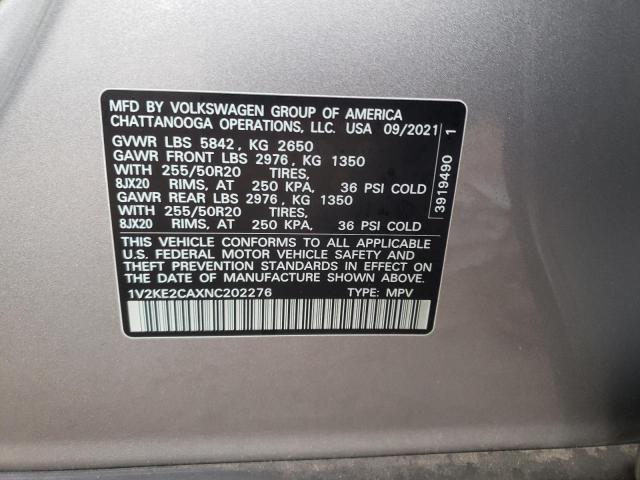 MFD BY VOLKSWAGEN GROUP OF AMERICA
CHATTANOOGA OPERATIONS, LLC. USA 09/2021
GVWR LBS 5842, KG 2650
GAWR FRONT LBS 2976, KG 1350
WITH 255/50R20 TIRES,
8JX20 RIMS, AT 250 KPA, 36 PSI COLD
GAWR REAR LBS 2976, KG 1350
WITH 255/50R20 TIRES,
8JX20 RIMS, AT 250 KPA, 36 PSI COLD
THIS VEHICLE CONFORMS TO ALL APPLICABLE
U.S. FEDERAL MOTOR VEHICLE SAFETY AND
THEFT PREVENTION STANDARDS IN EFFECT ON
THE DATE OF MANUFACTURE SHOWN ABOVE.
1V2KE2CAXNC202276 TYPE: MPV
3919490 1